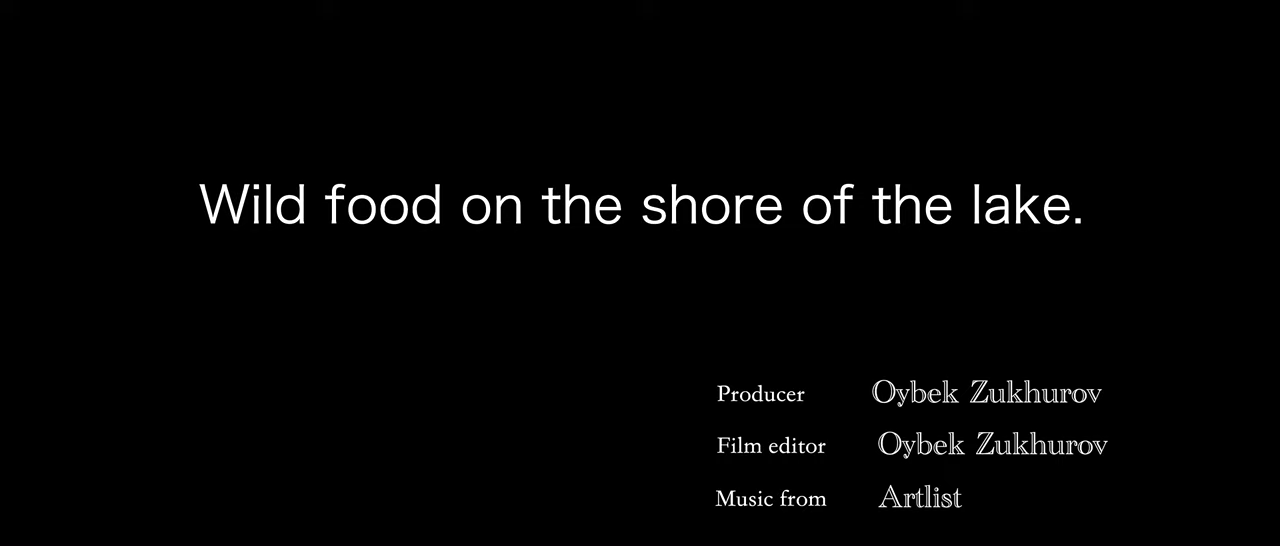 Wild food on the shore of the lake.
Producer Oybek Zukhurov
Film editor Oybek Zukhurov
Music from Artlist